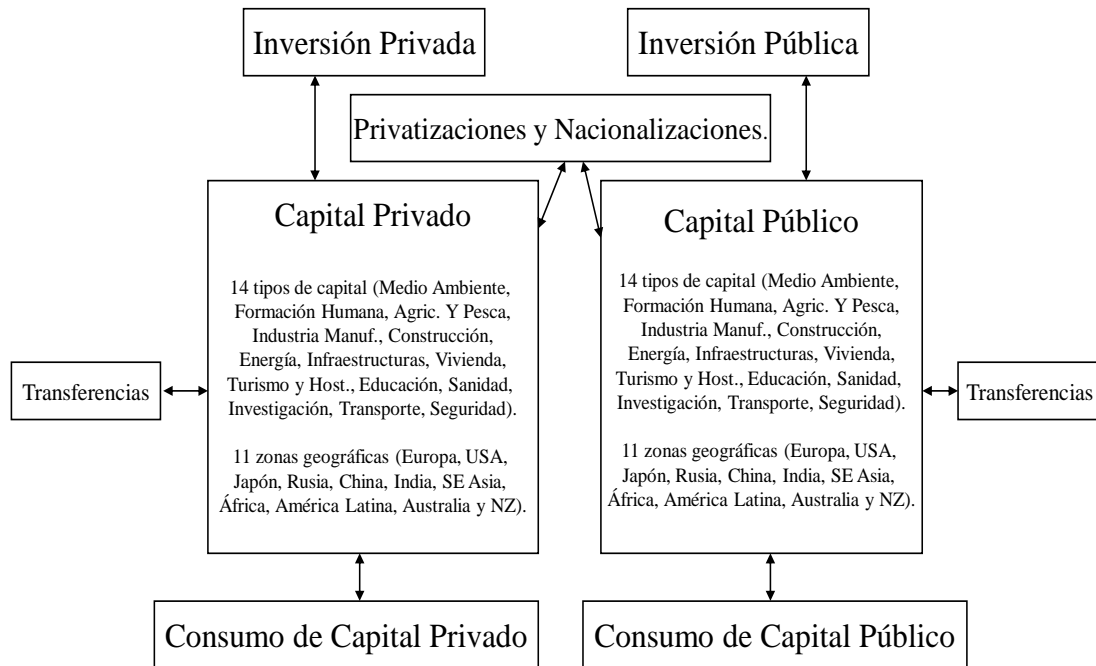 Inversión Privada
Inversión Pública
Privatizaciones y Nacionalizaciones.
Capital Privado
14 tipos de capital (Medio Ambiente,
Formación Humana, Agric. Y Pesca,
Industria Manuf., Construcción,
Energía, Infraestructuras, Vivienda,
Turismo y Host., Educación, Sanidad,
Investigación, Transporte, Seguridad).
11 zonas geográficas (Europa, USA,
Japón, Rusia, China, India, SE Asia,
África, América Latina, Australia y NZ).
Capital Público
14 tipos de capital (Medio Ambiente,
Formación Humana, Agric. Y Pesca,
Industria Manuf., Construcción,
Energía, Infraestructuras, Vivienda,
Turismo y Host., Educación, Sanidad,
Investigación, Transporte, Seguridad).
11 zonas geográficas (Europa, USA,
Japón, Rusia, China, India, SE Asia,
África, América Latina, Australia y NZ).
Transferencias
Transferencias
Consumo de Capital Privado
Consumo de Capital Público